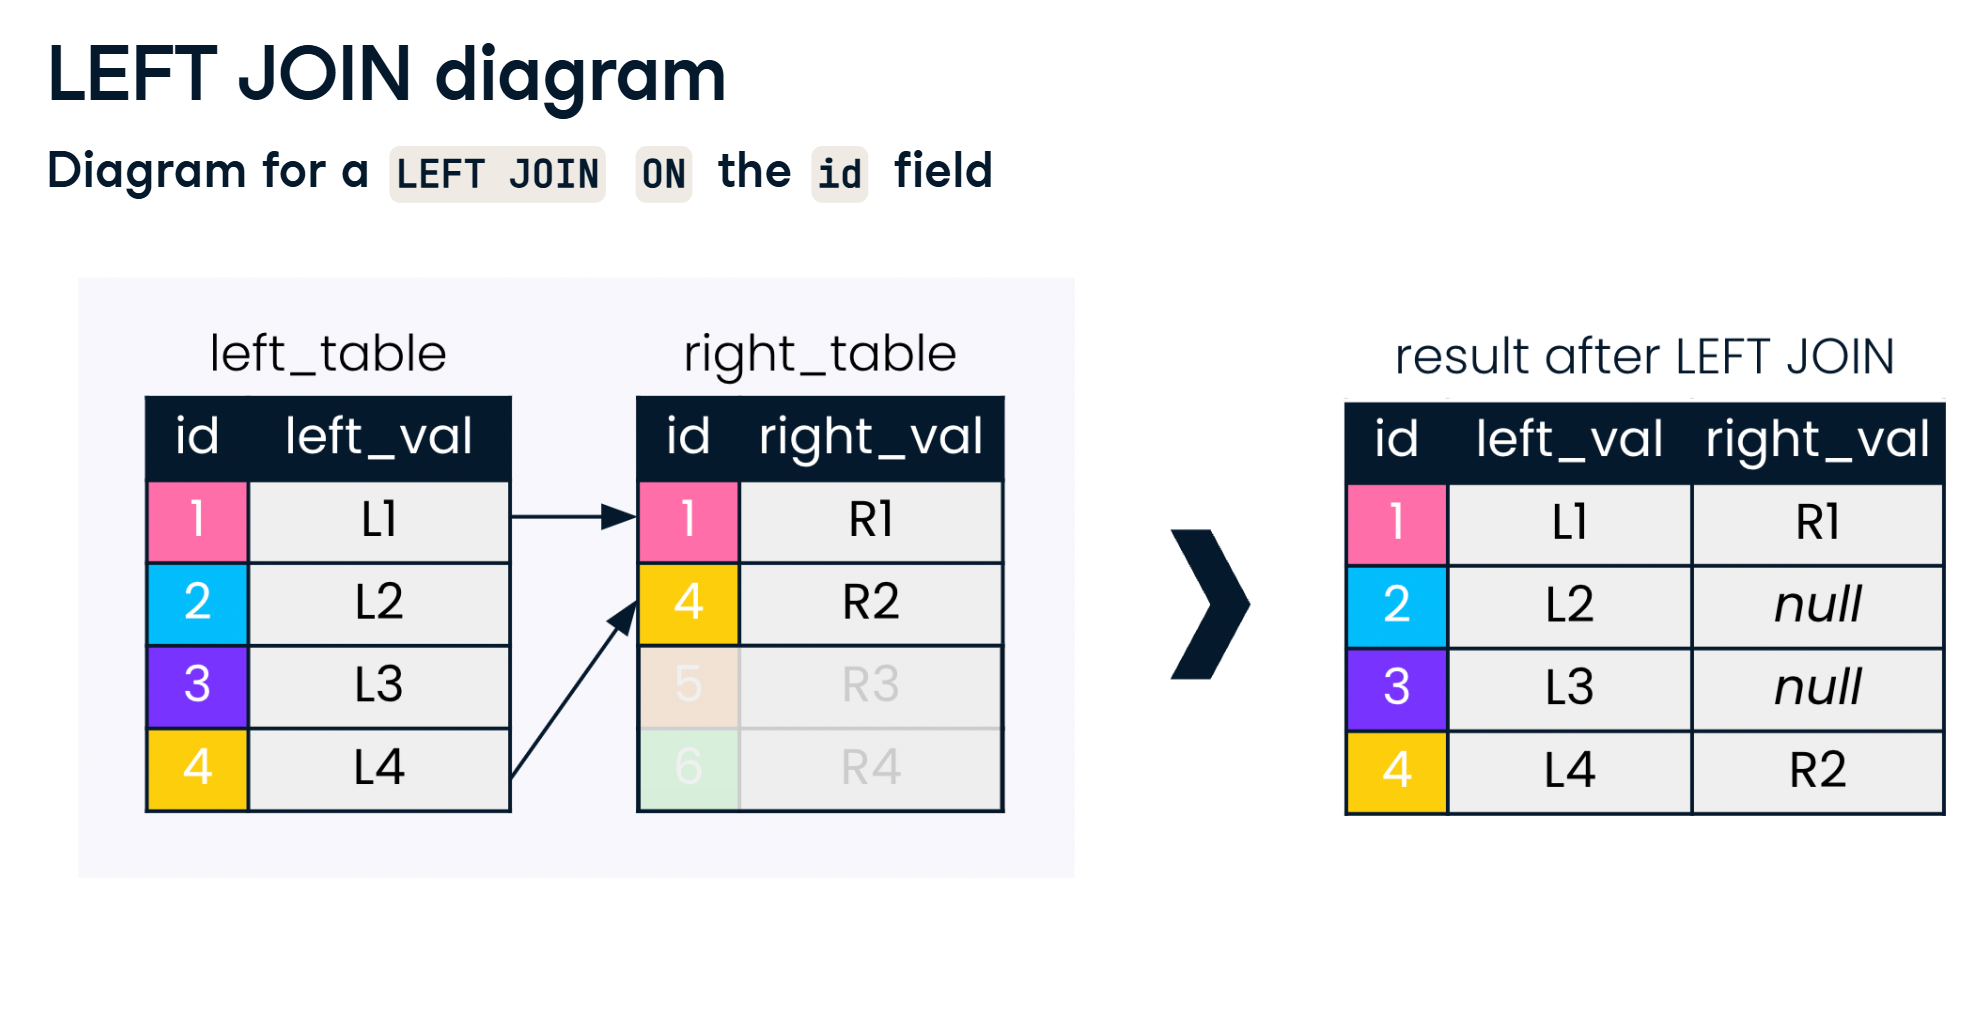 LEFT JOIN diagram
Diagram for a LEFT JOIN ON the id field
left_table
id left_val
1 L1
2 L2
3 L3
4 L4
right_table
id right_val
1 R1
4 R2
5 R3
6 R4
result after LEFT JOIN
id left_val right_val
1 L1 R1
2 L2 null
3 L3 null
4 L4 R2